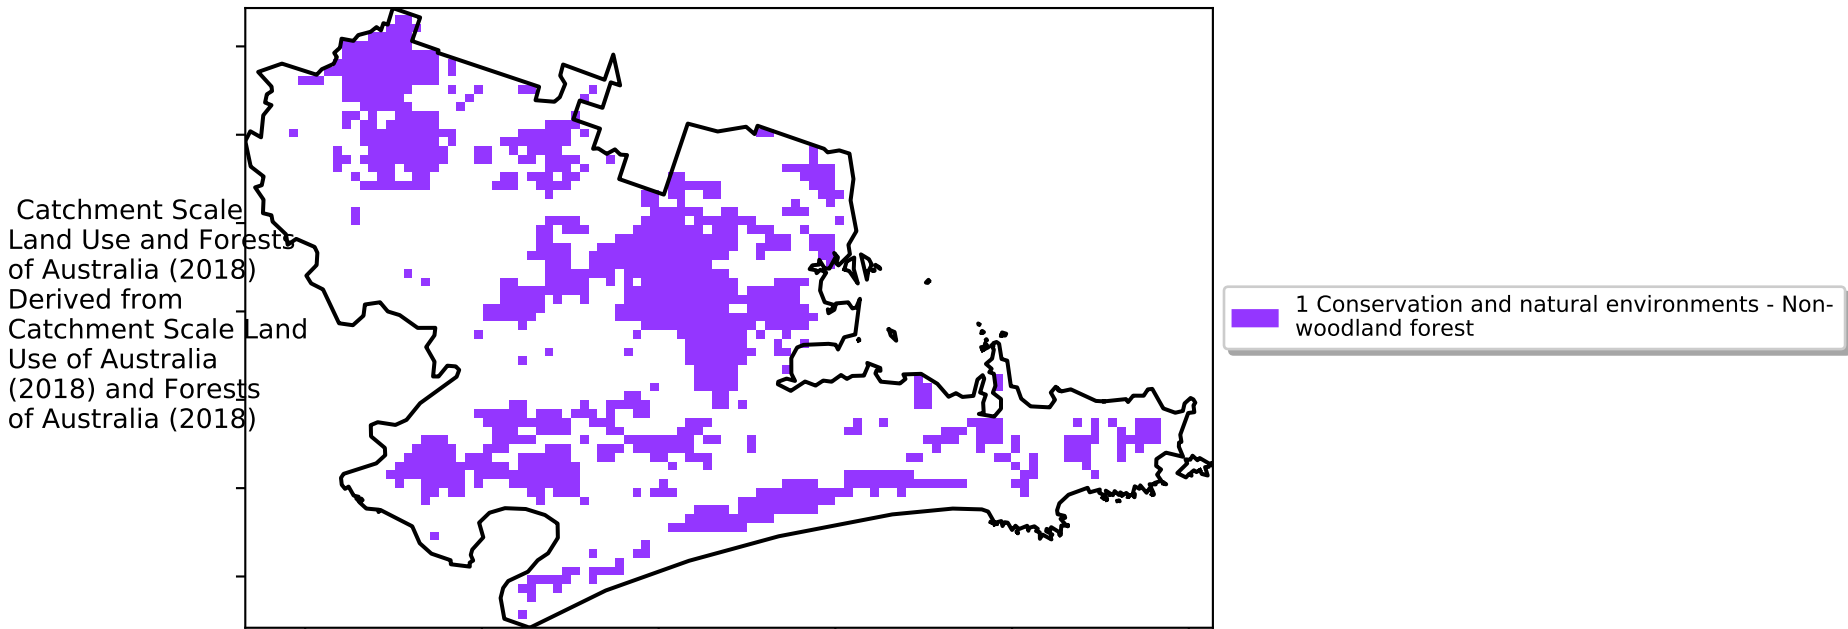 Catchment Scale
Land Use and Forests
of Australia (2018)
Derived from
Catchment Scale Land
Use of Australia
(2018) and Forests
of Australia (2018)
1 Conservation and natural environments - Non-
woodland forest